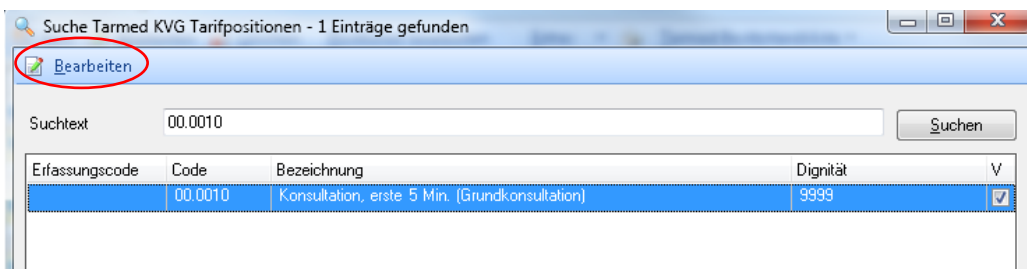 Suche Tarmed KVG Tarifpositionen - 1 Einträge gefunden
Bearbeiten
Suchtext 00.0010 Suchen
Erfassungscode Code Bezeichnung Dignität V
00.0010 Konsultation, erste 5 Min. (Grundkonsultation) 9999